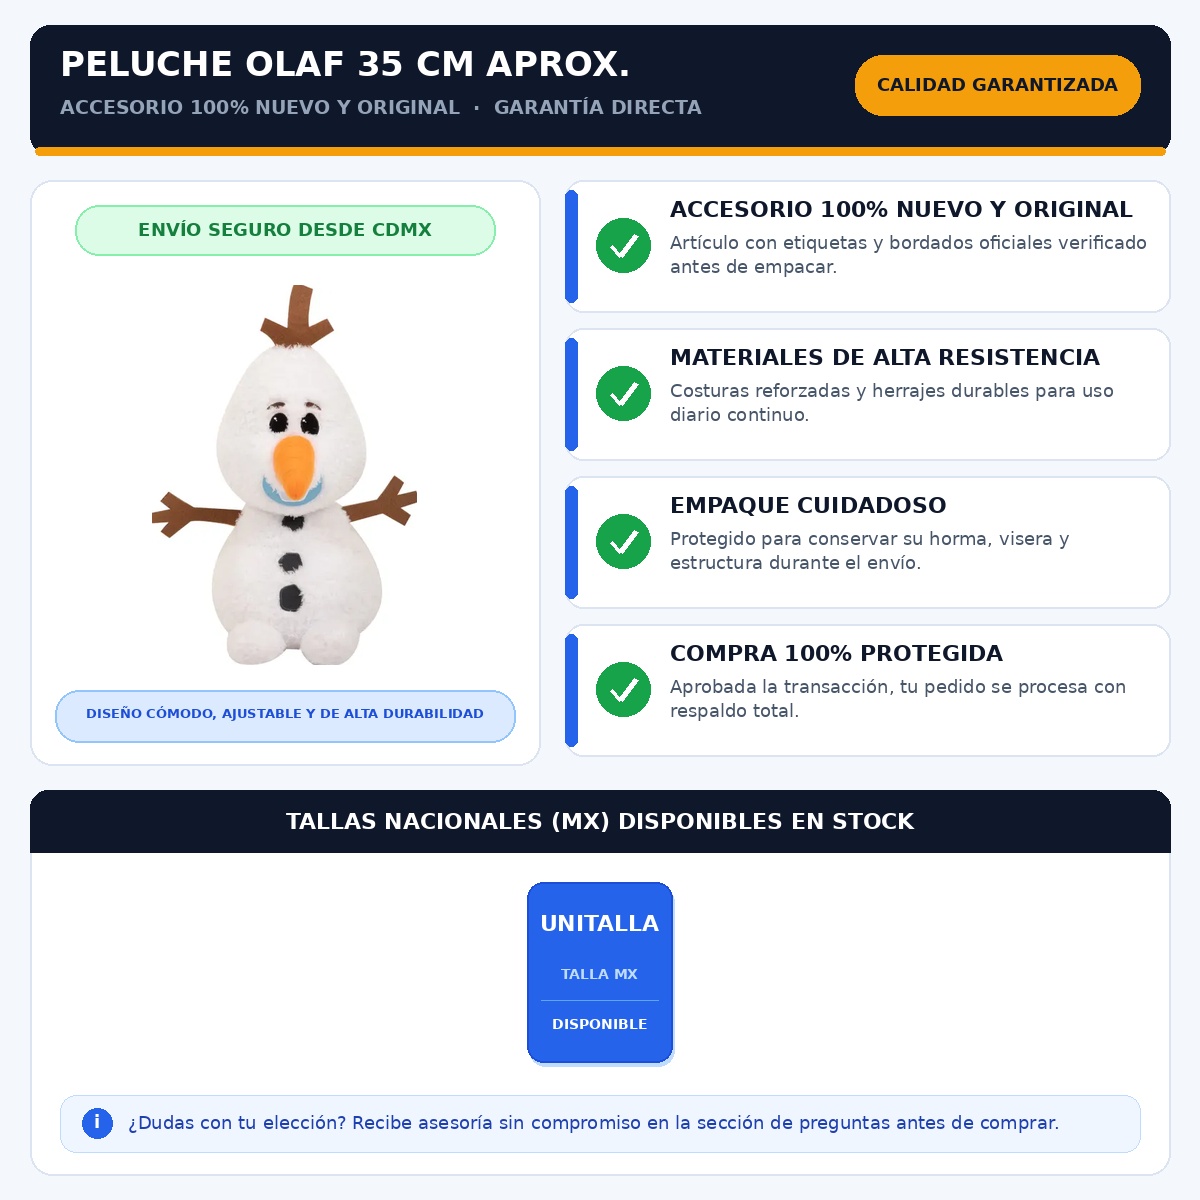 PELUCHE OLAF 35 CM APROX.
ACCESORIO 100% NUEVO Y ORIGINAL · GARANTÍA DIRECTA
CALIDAD GARANTIZADA
ENVÍO SEGURO DESDE CDMX
DISEÑO CÓMODO, AJUSTABLE Y DE ALTA DURABILIDAD
ACCESORIO 100% NUEVO Y ORIGINAL
Artículo con etiquetas y bordados oficiales verificado
antes de empacar.
MATERIALES DE ALTA RESISTENCIA
Costuras reforzadas y herrajes durables para uso
diario continuo.
EMPAQUE CUIDADOSO
Protegido para conservar su horma, visera y
estructura durante el envío.
COMPRA 100% PROTEGIDA
Aprobada la transacción, tu pedido se procesa con
respaldo total.
TALLAS NACIONALES (MX) DISPONIBLES EN STOCK
UNITALLA
TALLA MX
DISPONIBLE
i ¿Dudas con tu elección? Recibe asesoría sin compromiso en la sección de preguntas antes de comprar.